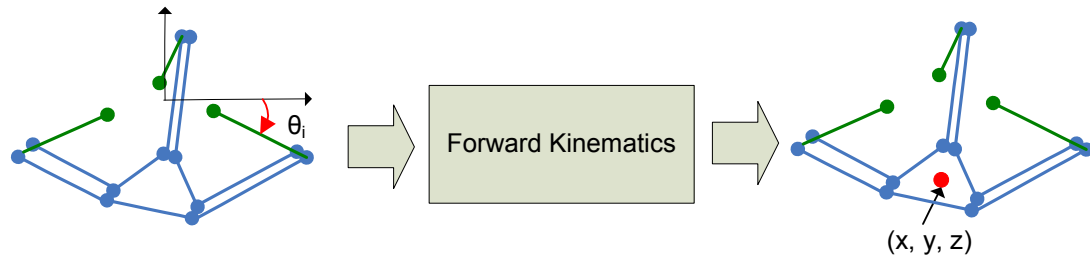 θi
Forward Kinematics
(x, y, z)